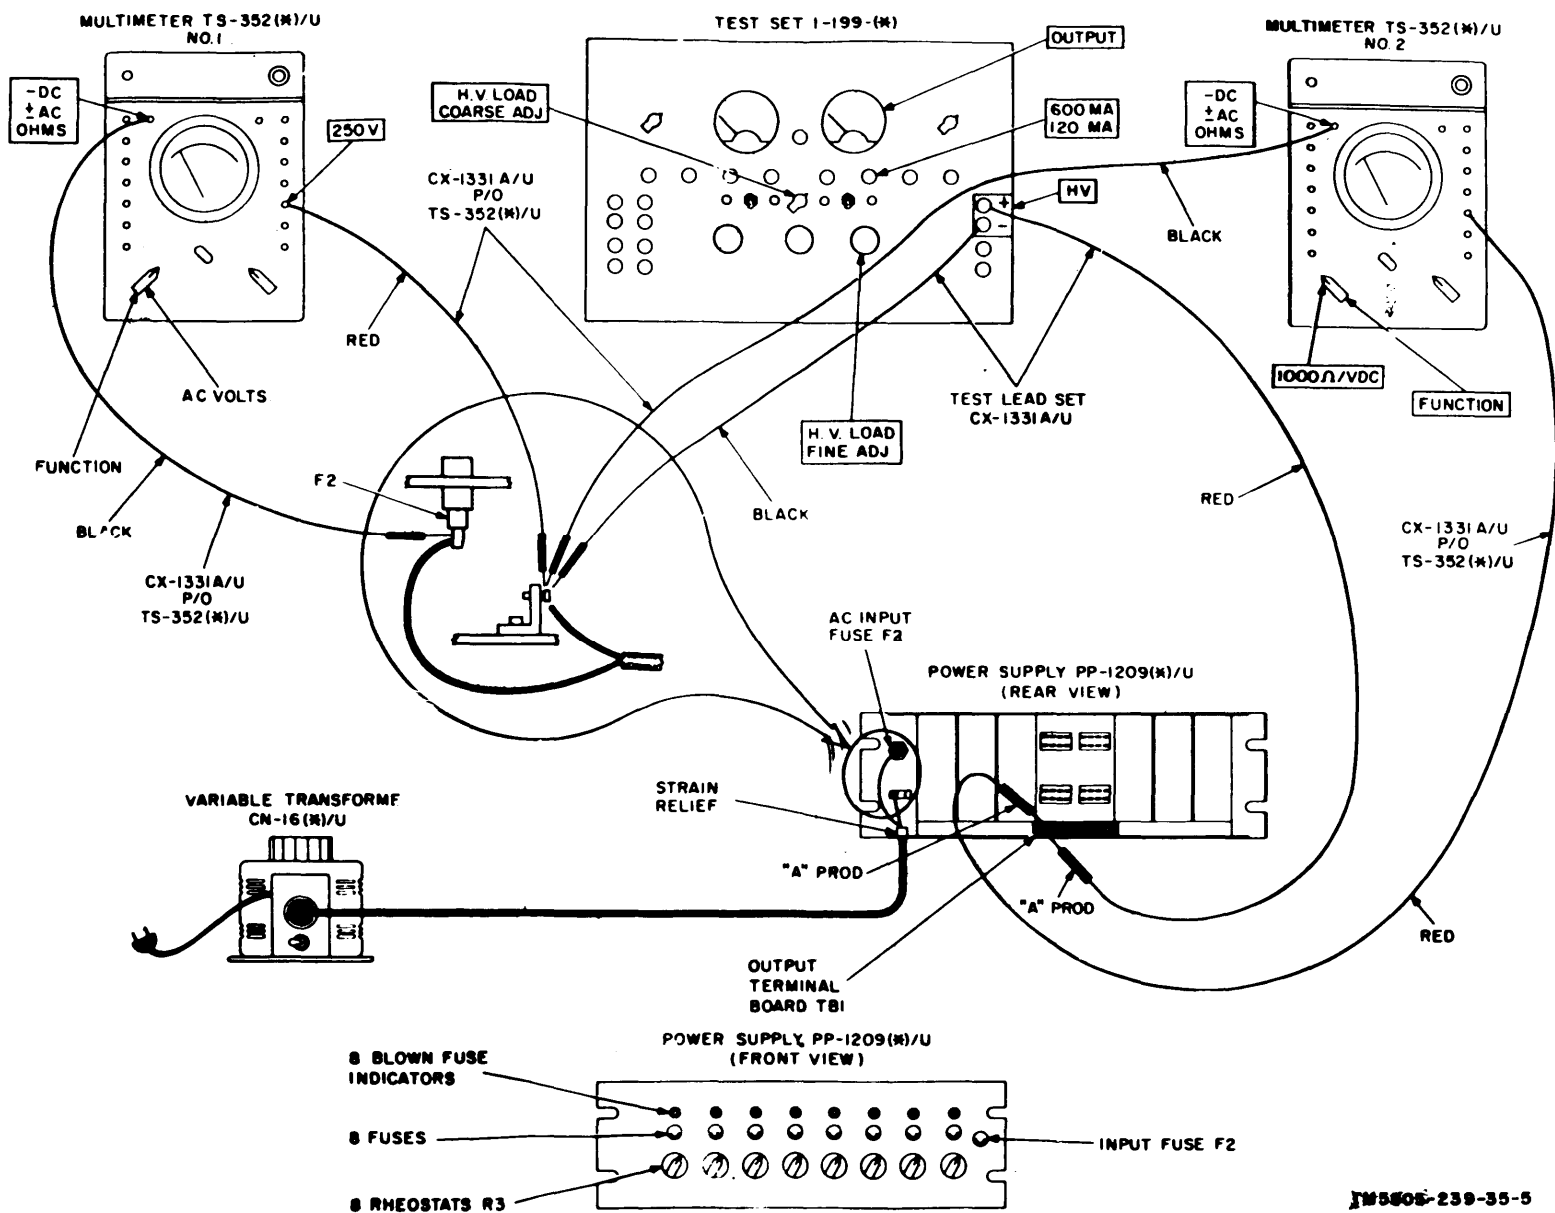 MULTIMETER TS-352(*)/U
NO.1
TEST SET I-199-(*)
MULTIMETER TS-352(*)/U
NO. 2
-DC
±AC
OHMS
250V
H.V. LOAD
COARSE ADJ
OUTPUT
600 MA
120 MA
-DC
±AC
OHMS
CX-1331 A/U
P/O
TS-352(*)/U
+
HV
-
BLACK
RED
AC VOLTS
FUNCTION
1000Ω/VDC
FUNCTION
TEST LEAD SET
CX-1331A/U
H. V. LOAD
FINE ADJ
F2
BLACK
RED
BLACK
CX-1331A/U
P/O
TS-352(*)/U
CX-1331 A/U
P/O
TS-352(*)/U
AC INPUT
FUSE F2
POWER SUPPLY PP-1209(*)/U
(REAR VIEW)
STRAIN
RELIEF
VARIABLE TRANSFORME
CN-16(*)/U
"A" PROD
"A" PROD
RED
OUTPUT
TERMINAL
BOARD TB1
POWER SUPPLY, PP-1209(*)/U
(FRONT VIEW)
8 BLOWN FUSE
INDICATORS
8 FUSES
INPUT FUSE F2
8 RHEOSTATS R3
TM5805-239-35-5